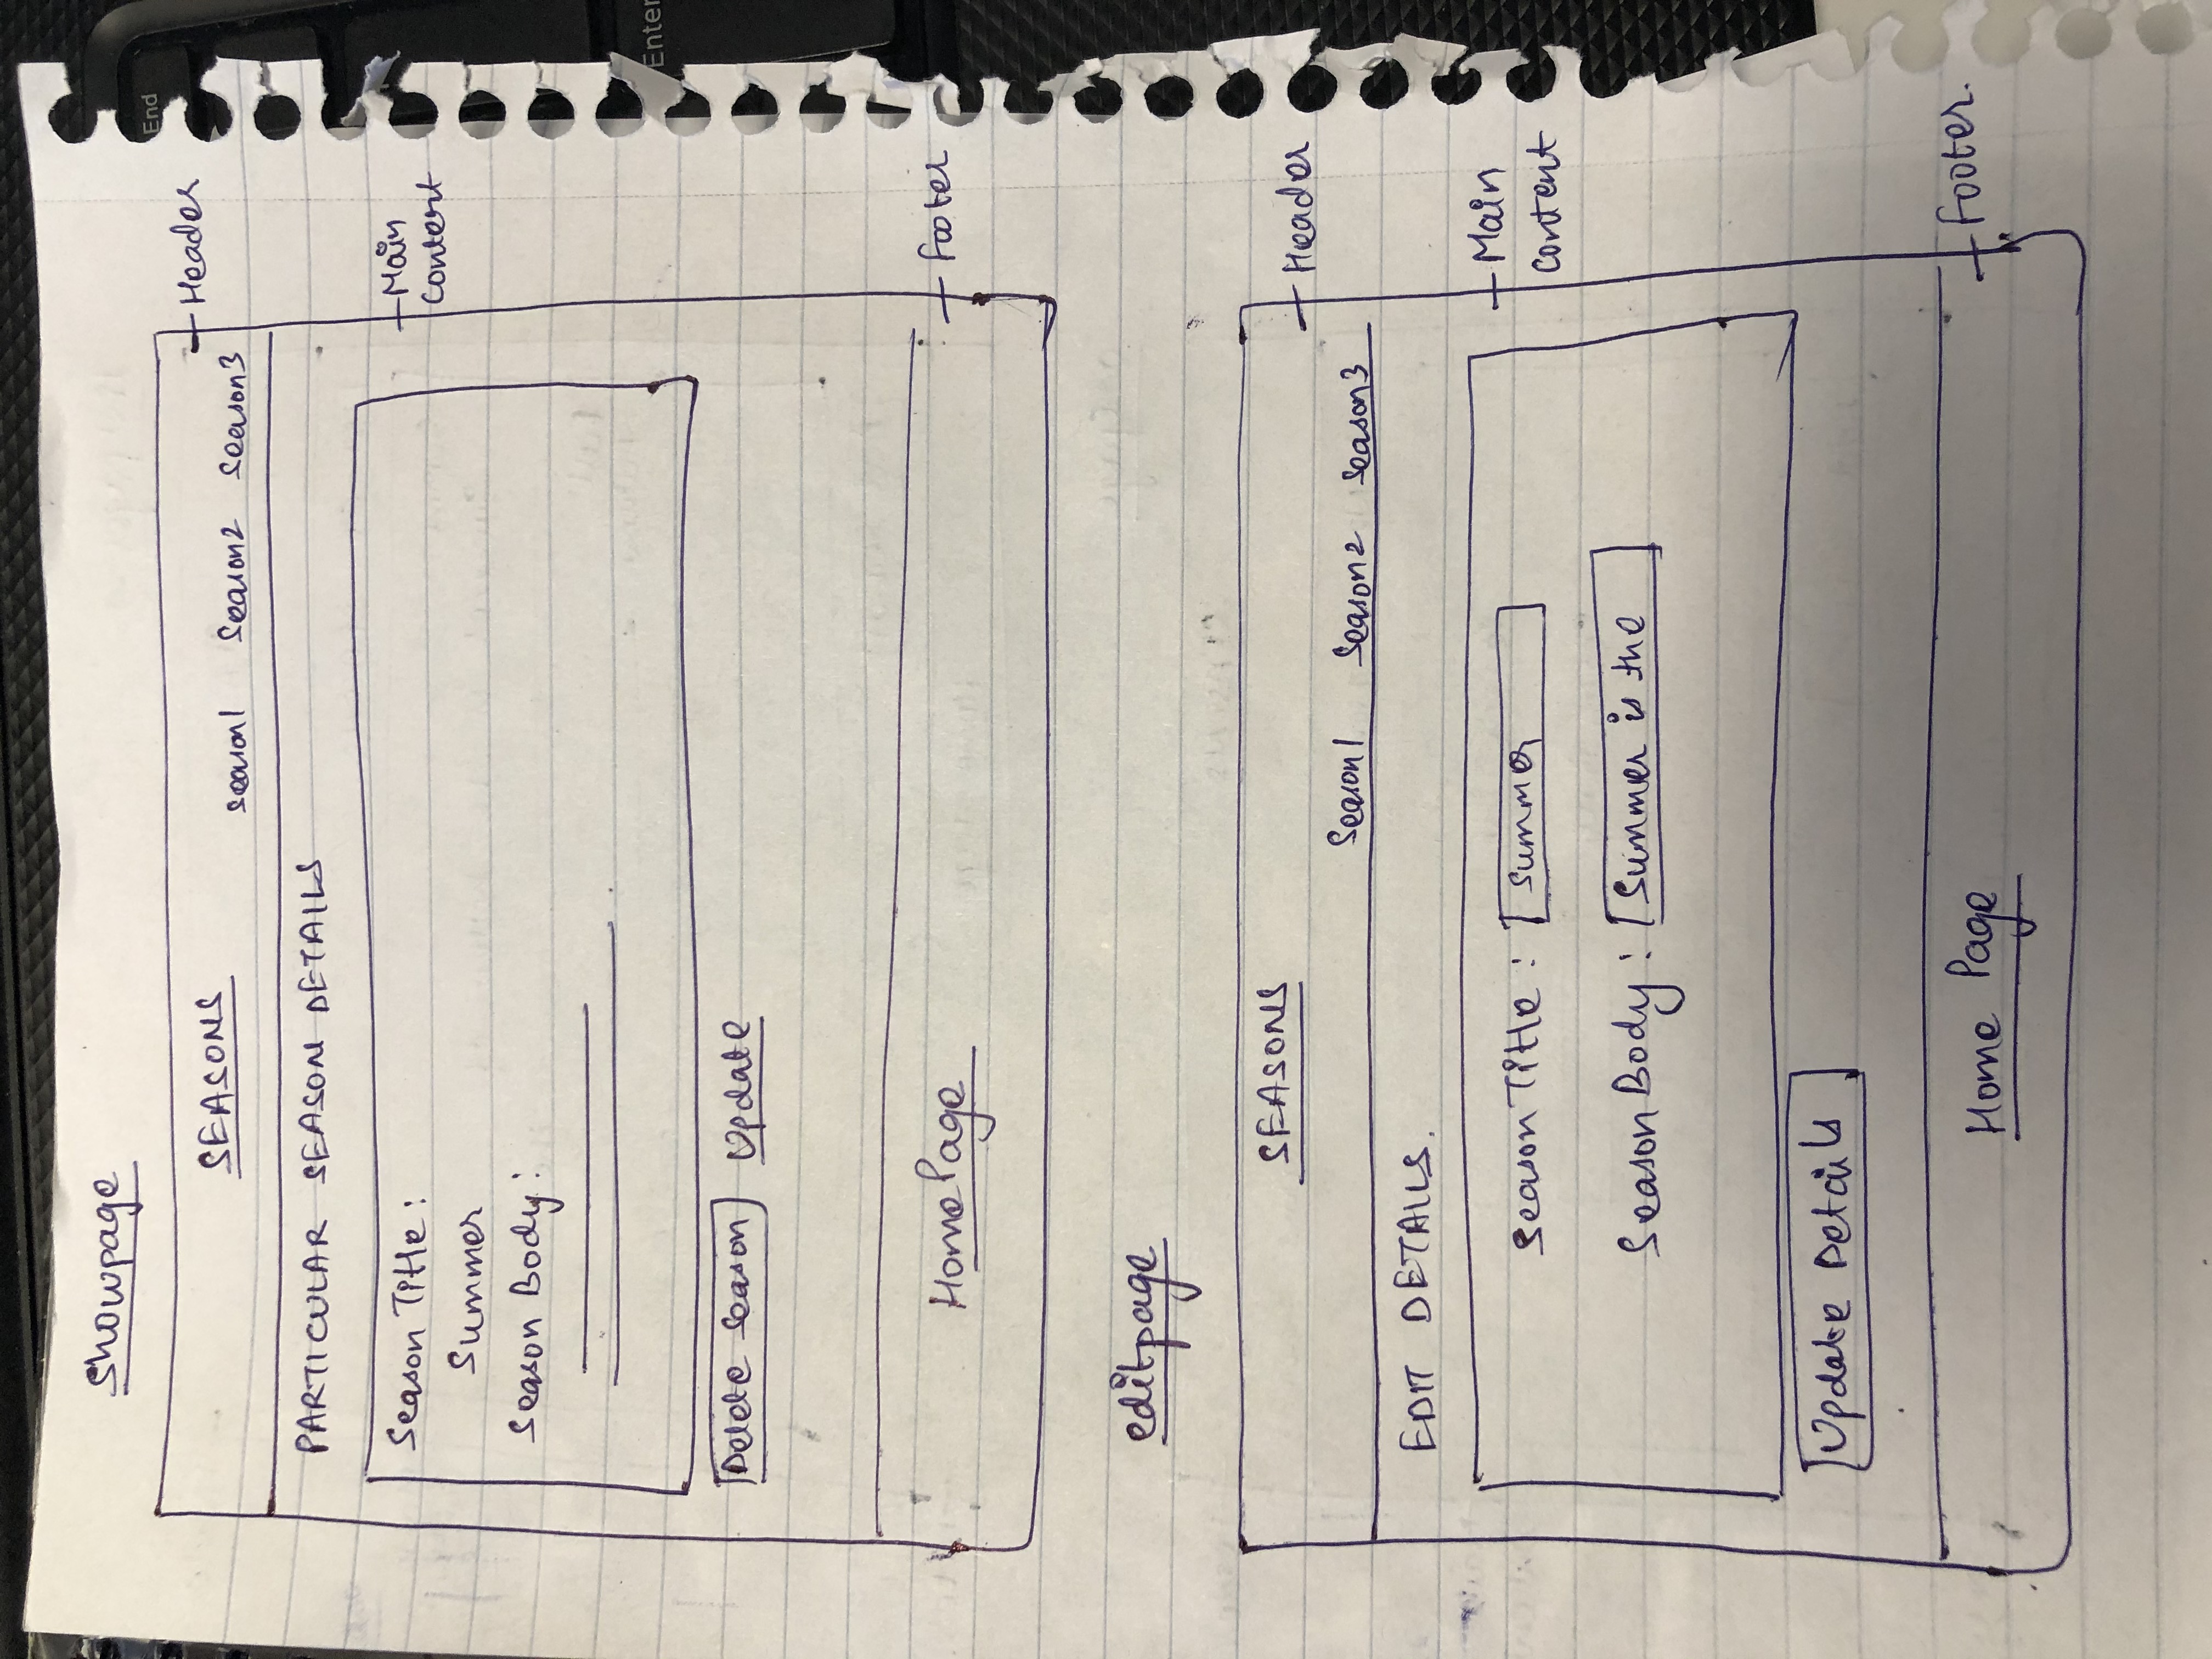 Showpage
SEASONS
Season1 Season2 Season3
Header
PARTICULAR SEASON DETAILS
Season Title:
Summer
Season Body:
Main
Content
Delete Season Update
HomePage
Footer
editpage
SEASONS
Header
Season1 Season2 Season3
EDIT DETAILS.
Season Title: Summer
Season Body: Summer is the
Main
Content
Update Details
Home Page
Footer.
End
Enter